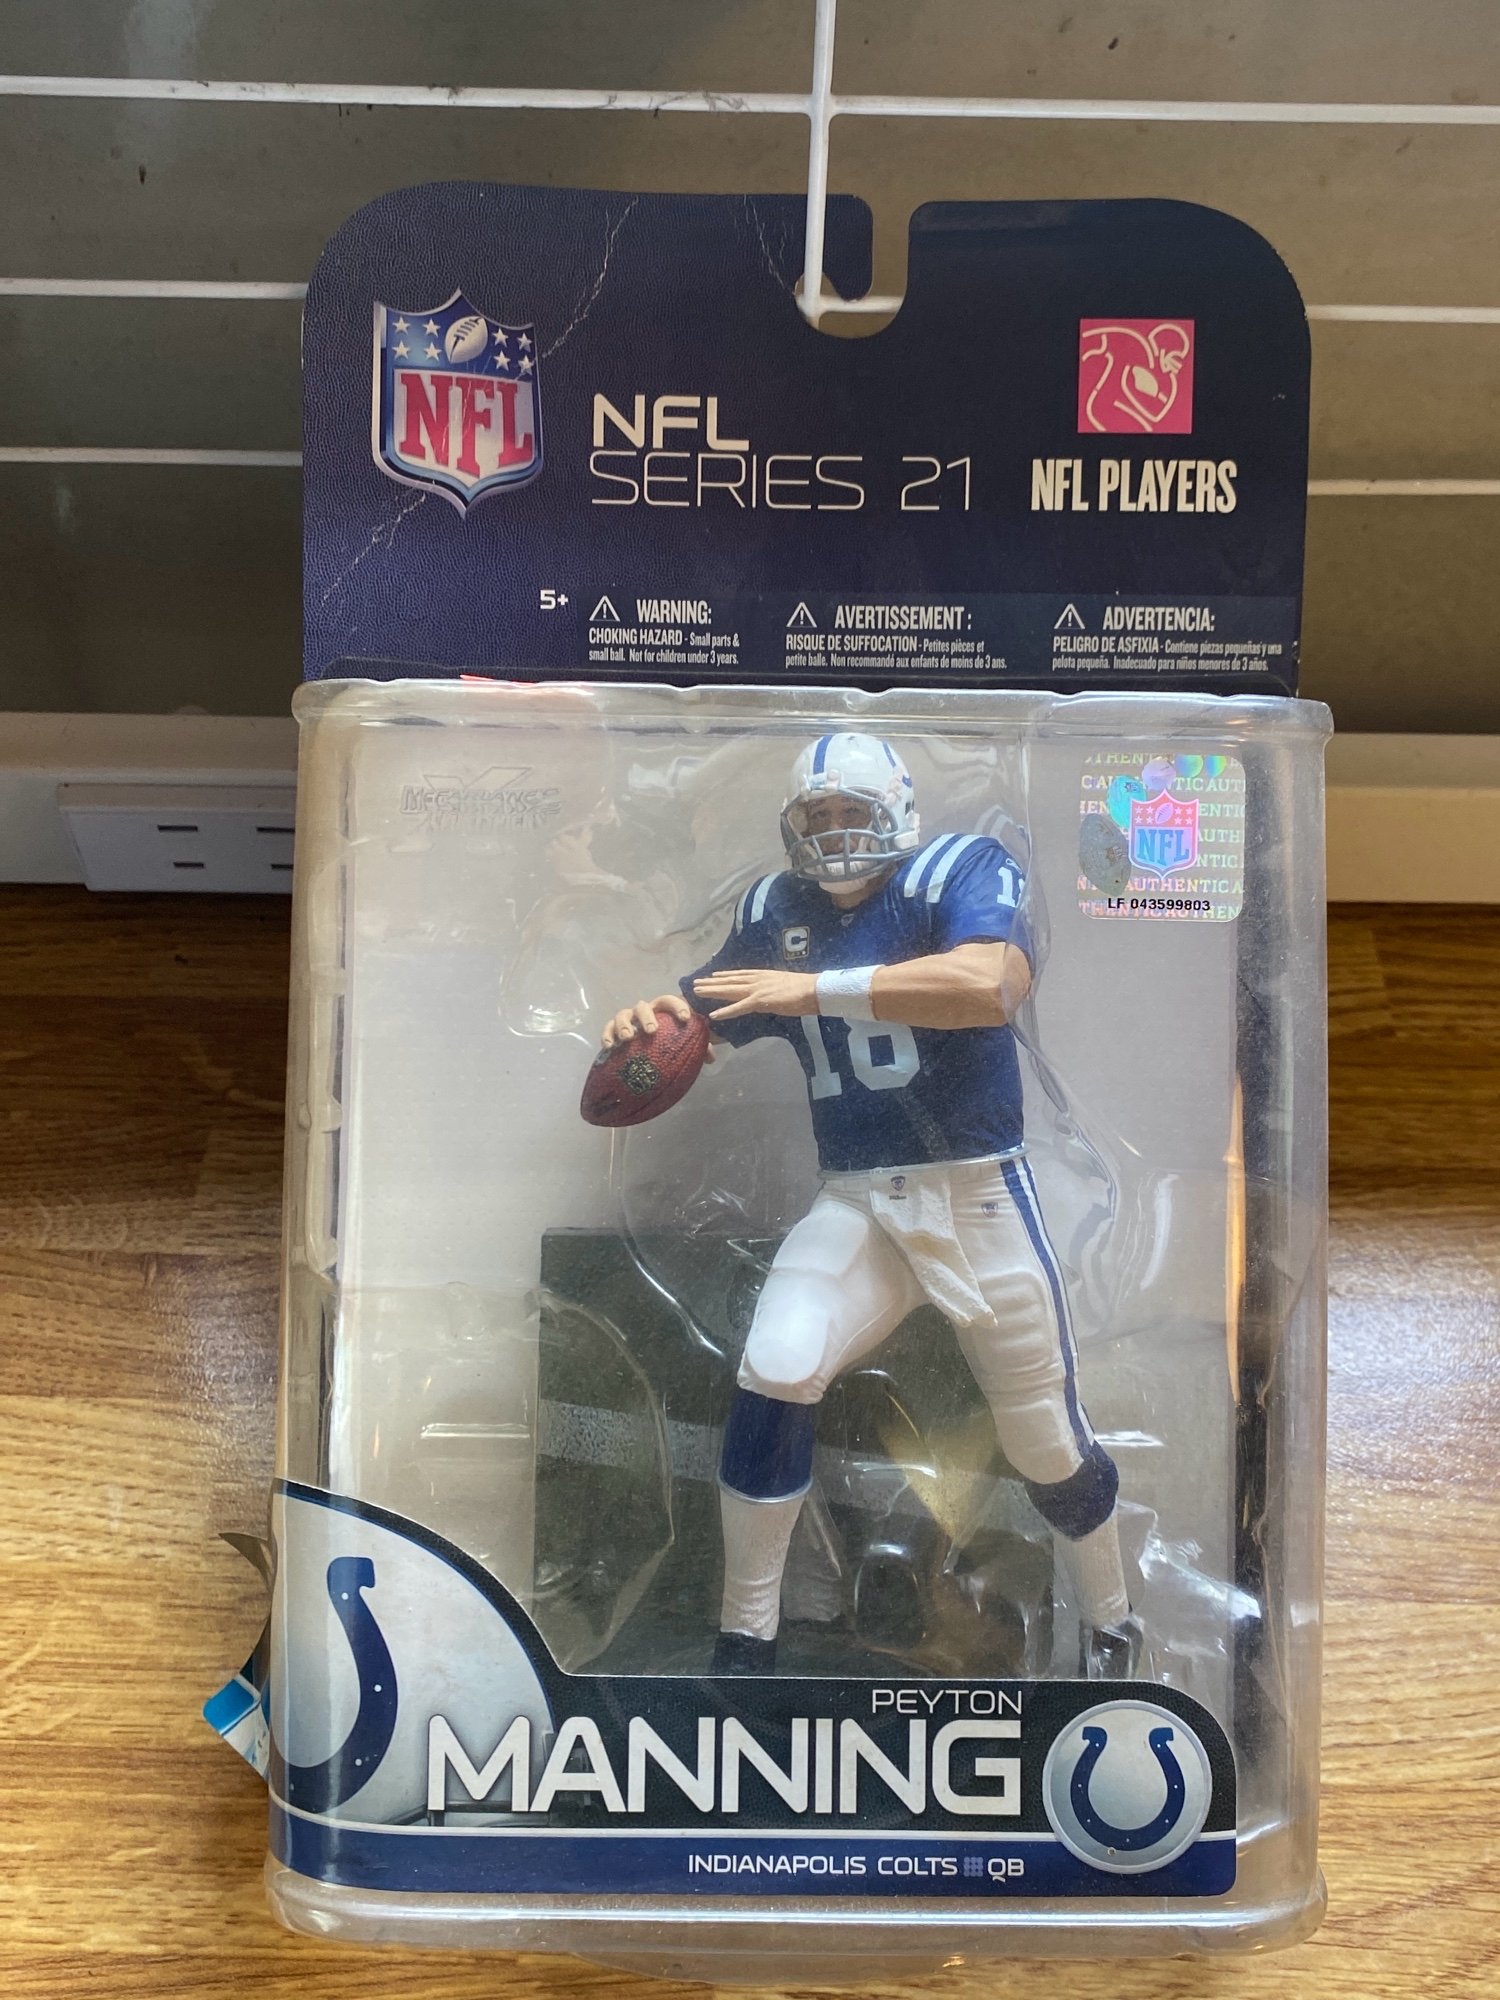 NFL
NFL
SERIES 21
NFL PLAYERS
5+
WARNING:
CHOKING HAZARD - Small parts &
small ball. Not for children under 3 years.
AVERTISSEMENT:
RISQUE DE SUFFOCATION - Petites pièces et
petite balle. Non recommandé aux enfants de moins de 3 ans.
ADVERTENCIA:
PELIGRO DE ASFIXIA - Contiene piezas pequeñas y una
pelota pequeña. Inadecuado para niños menores de 3 años.
NFL
AUTHENTICA
LF 043599803
C
18
PEYTON
MANNING
INDIANAPOLIS COLTS QB